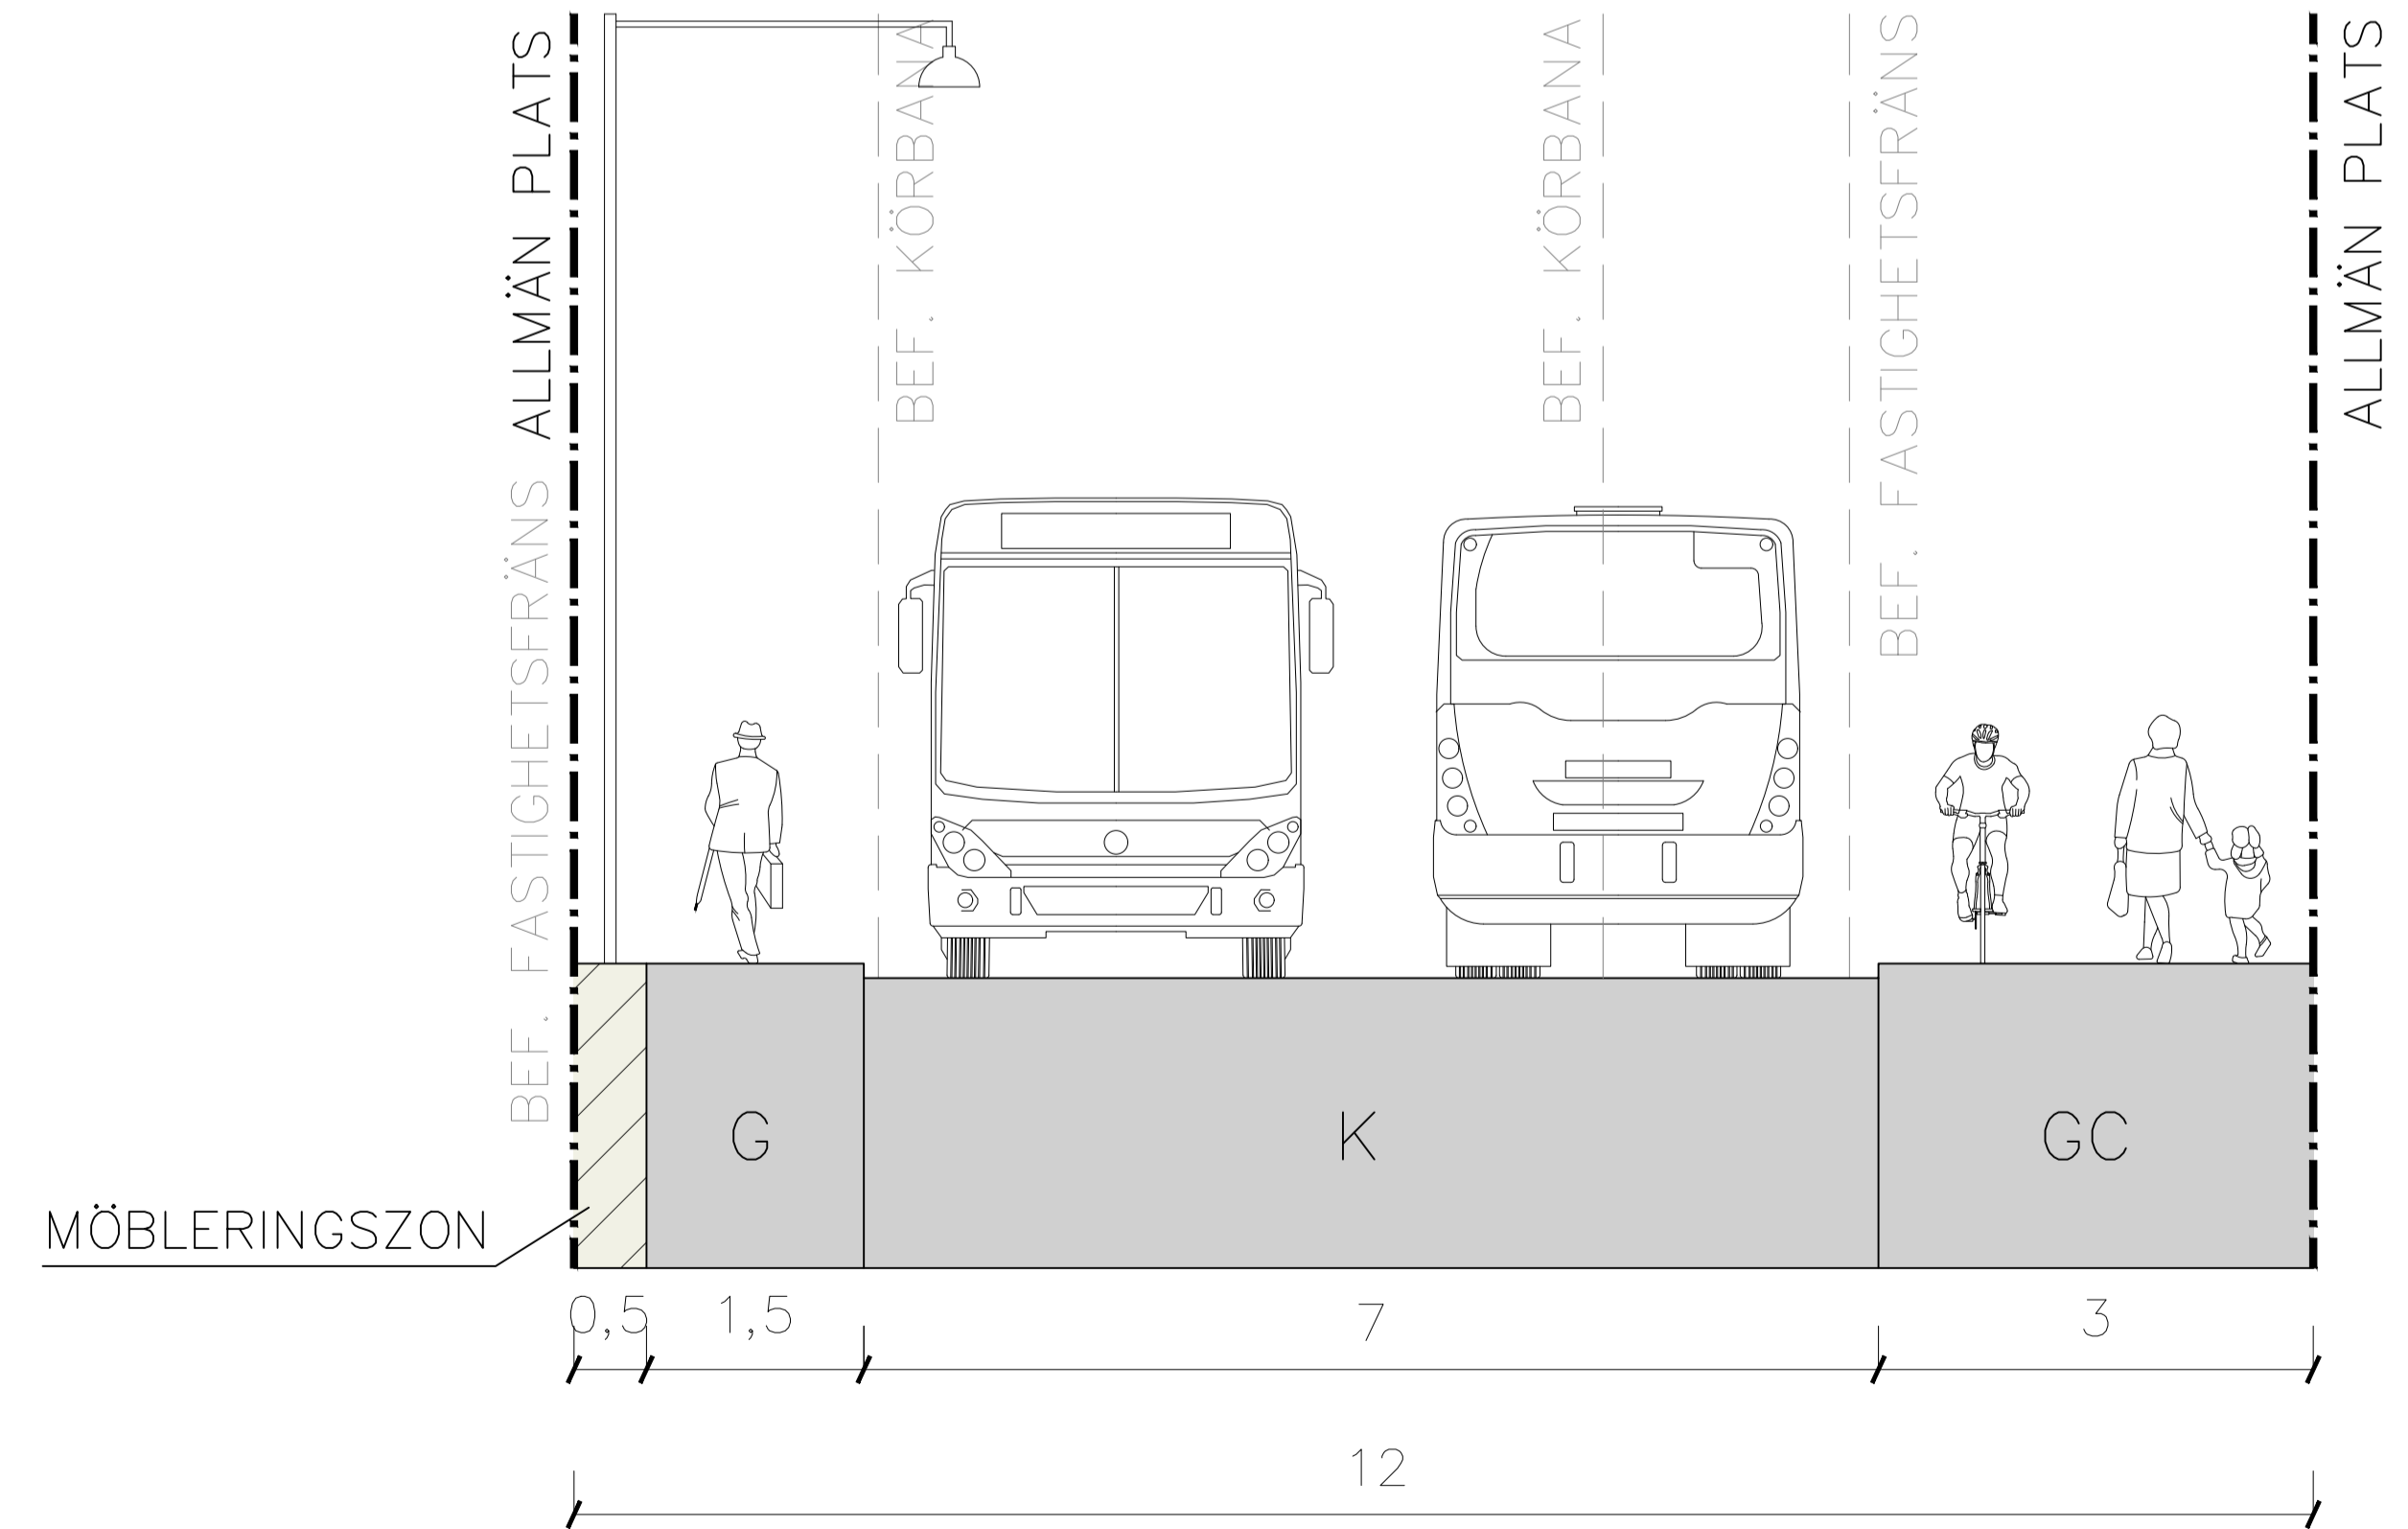 ALLMÄN PLATS
BEF. FASTIGHETSFRÄNS
BEF. KÖRBANA
BEF. KÖRBANA
BEF. FASTIGHETSFRÄNS
ALLMÄN PLATS
G
K
GC
MÖBLERINGSZON
0,5
1,5
7
3
12